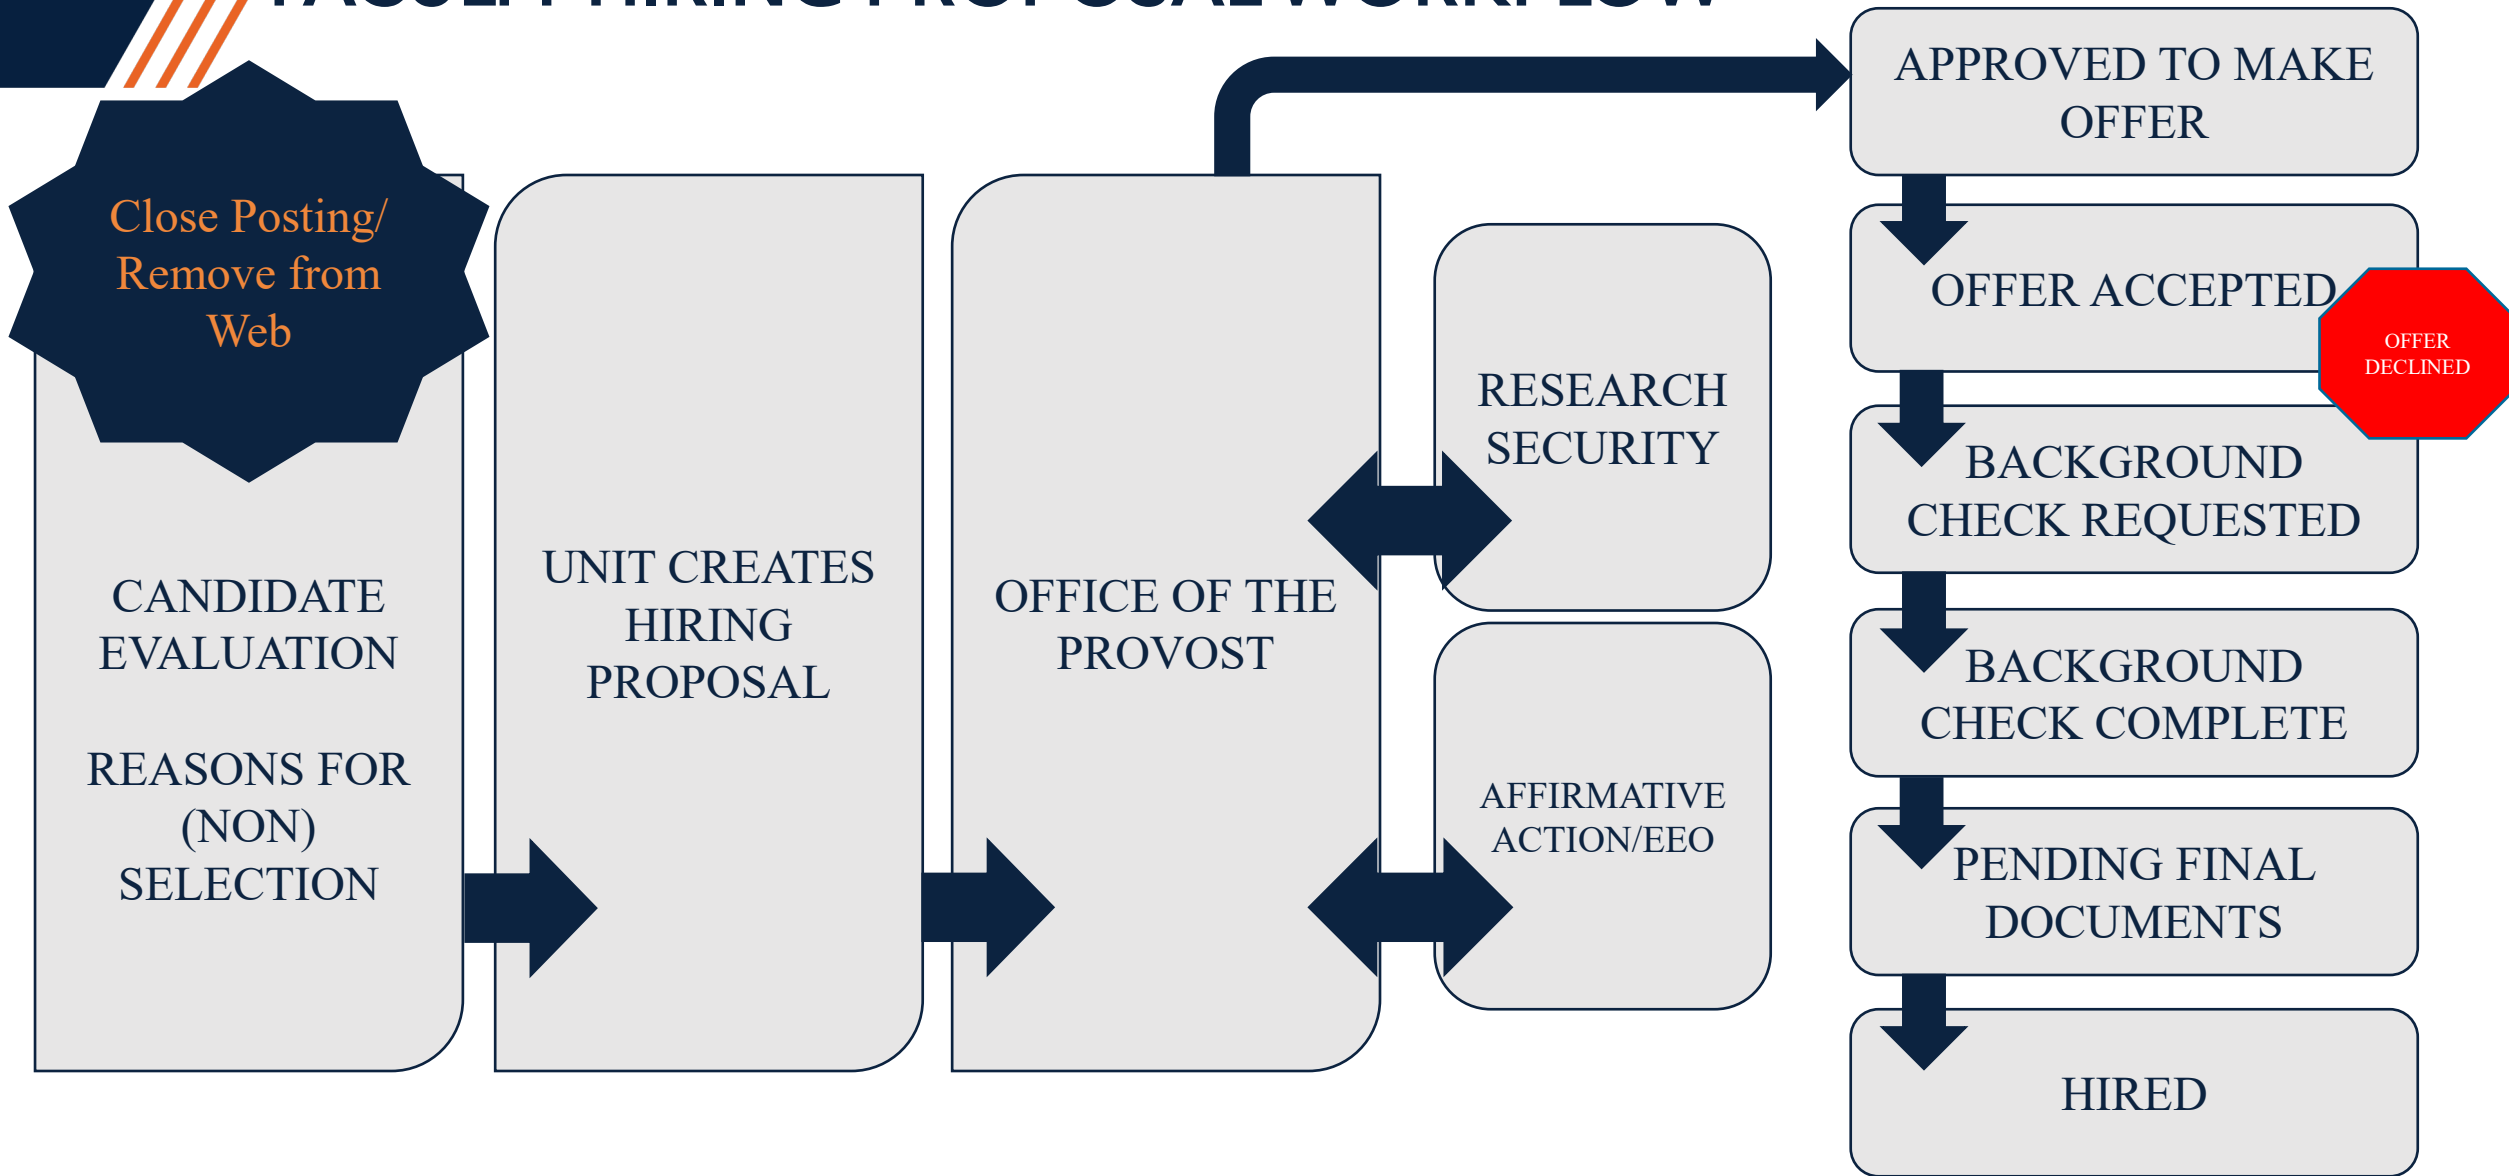 Close Posting/
Remove from
Web
CANDIDATE
EVALUATION
REASONS FOR
(NON)
SELECTION
UNIT CREATES
HIRING
PROPOSAL
OFFICE OF THE
PROVOST
RESEARCH
SECURITY
AFFIRMATIVE
ACTION/EEO
APPROVED TO MAKE
OFFER
OFFER ACCEPTED
OFFER
DECLINED
BACKGROUND
CHECK REQUESTED
BACKGROUND
CHECK COMPLETE
PENDING FINAL
DOCUMENTS
HIRED